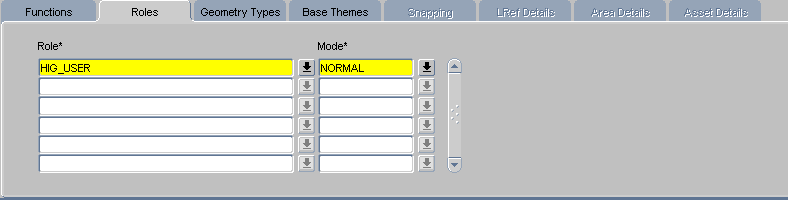 Functions Roles Geometry Types Base Themes Snapping LRef Details Area Details Asset Details
Role* Mode*
HIG_USER NORMAL